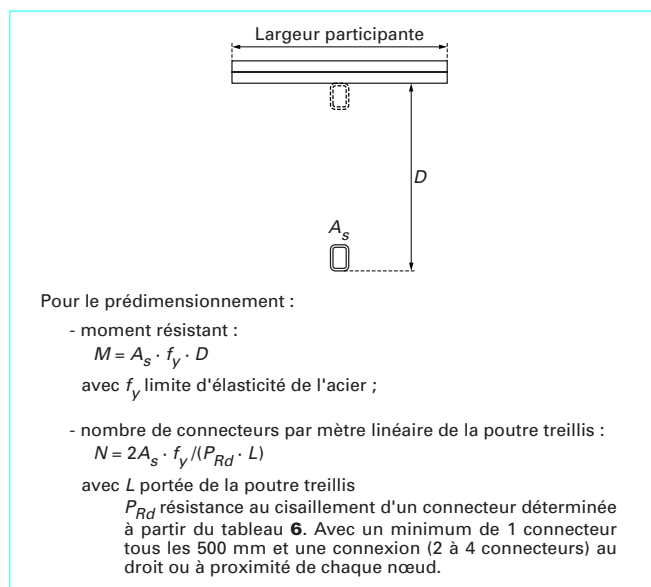 Largeur participante
D
A_s
Pour le prédimensionnement :
- moment résistant :
M = A_s · f_y · D
avec f_y limite d'élasticité de l'acier ;
- nombre de connecteurs par mètre linéaire de la poutre treillis :
N = 2A_s · f_y /(P_Rd · L)
avec L portée de la poutre treillis
P_Rd résistance au cisaillement d'un connecteur déterminée
à partir du tableau 6. Avec un minimum de 1 connecteur
tous les 500 mm et une connexion (2 à 4 connecteurs) au
droit ou à proximité de chaque nœud.